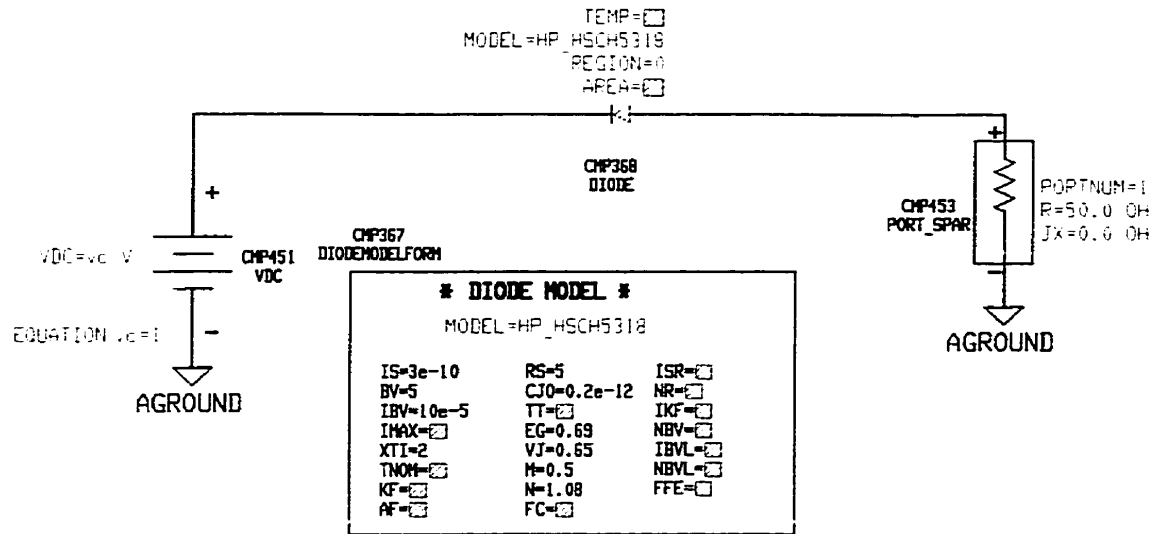 TEMP=
MODEL=HP_HSCH5318
REGION=0
AREA=
CMP368
DIODE
+
+
CMP453
PORT_SPAR
PORTNUM=1
R=50.0 OH
JX=0.0 OH
-
AGROUND
VDC=vc V
CMP451
VDC
EQUATION vc=1
-
AGROUND
CMP367
DIODEMODELFORM
* DIODE MODEL *
MODEL=HP_HSCH5318
IS=3e-10 RS=5 ISR=
BV=5 CJO=0.2e-12 NR=
IBV=10e-5 TT= IKF=
IMAX= EG=0.69 NBV=
XTI=2 VJ=0.65 IBVL=
TNOM= M=0.5 NBVL=
KF= N=1.08 FFE=
AF= FC=